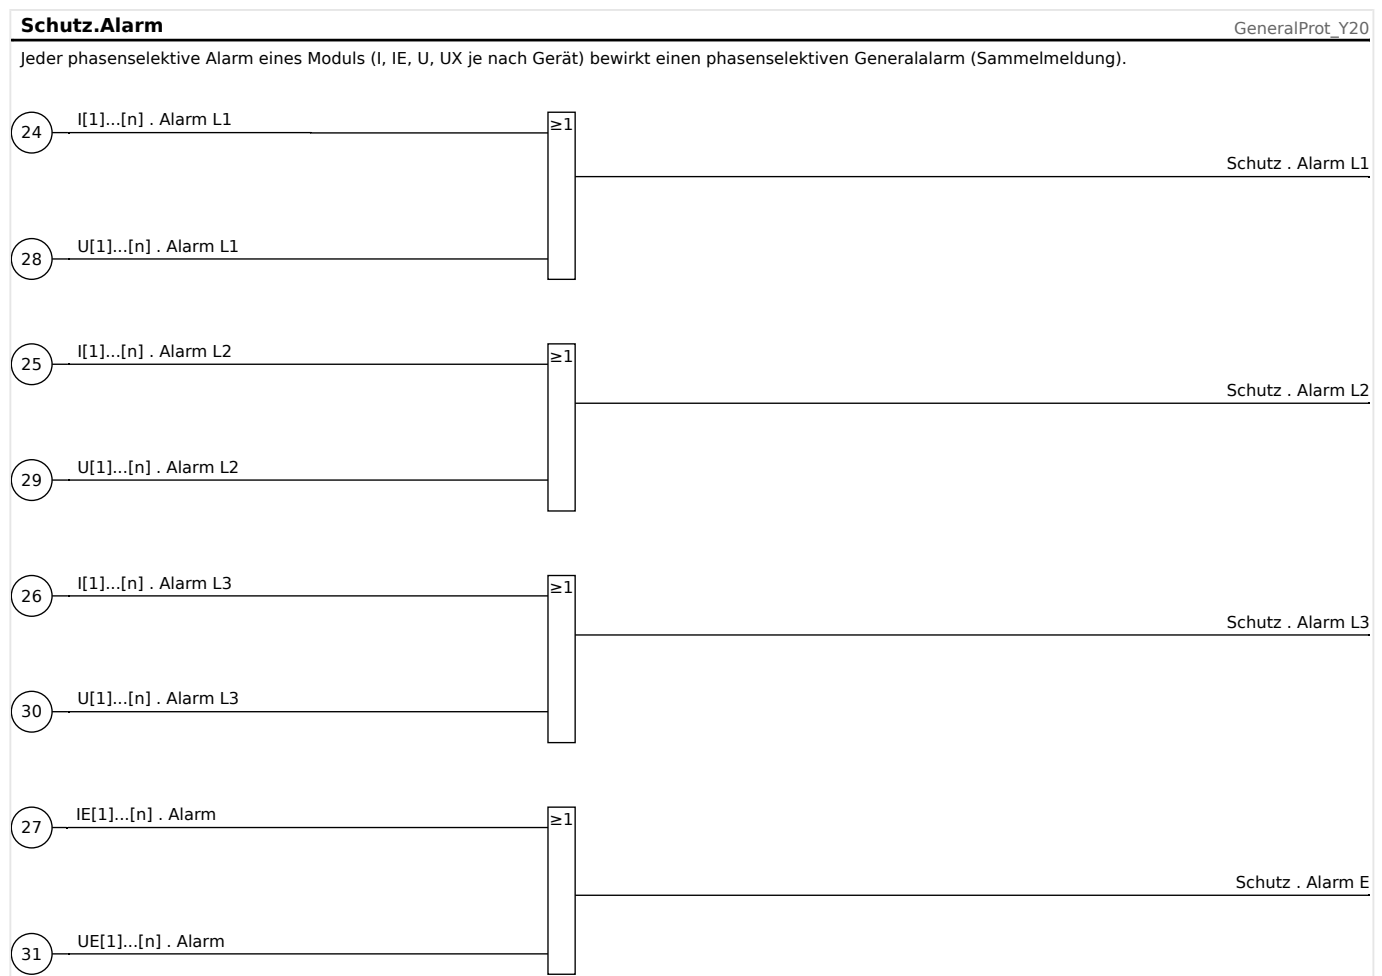 Schutz.Alarm
GeneralProt_Y20
Jeder phasenselektive Alarm eines Moduls (I, IE, U, UX je nach Gerät) bewirkt einen phasenselektiven Generalalarm (Sammelmeldung).
I[1]...[n] . Alarm L1
24
≥1
Schutz . Alarm L1
U[1]...[n] . Alarm L1
28
I[1]...[n] . Alarm L2
25
≥1
Schutz . Alarm L2
U[1]...[n] . Alarm L2
29
I[1]...[n] . Alarm L3
26
≥1
Schutz . Alarm L3
U[1]...[n] . Alarm L3
30
IE[1]...[n] . Alarm
27
≥1
Schutz . Alarm E
UE[1]...[n] . Alarm
31